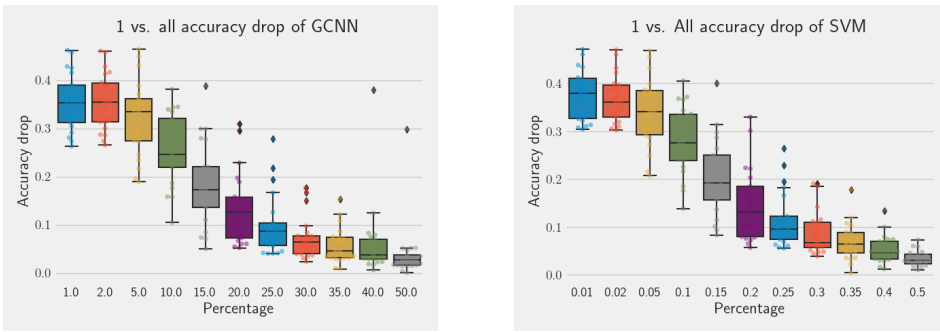 1 vs. all accuracy drop of GCNN
Accuracy drop
0.4
0.3
0.2
0.1
0.0
1.0 2.0 5.0 10.0 15.0 20.0 25.0 30.0 35.0 40.0 50.0
Percentage
1 vs. All accuracy drop of SVM
Accuracy drop
0.4
0.3
0.2
0.1
0.0
0.01 0.02 0.05 0.1 0.15 0.2 0.25 0.3 0.35 0.4 0.5
Percentage